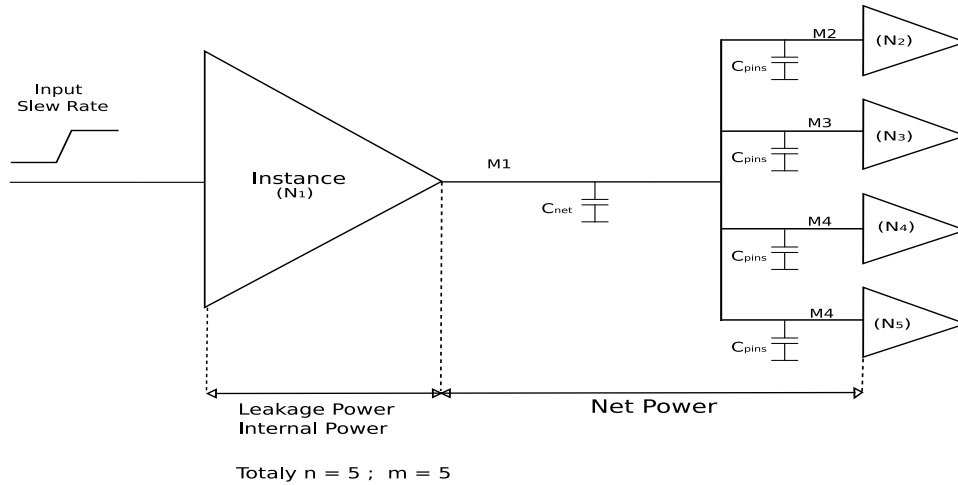 Input
Slew Rate
Instance
(N₁)
M1
Cnet
M2
Cpins
(N₂)
M3
Cpins
(N₃)
M4
Cpins
(N₄)
M4
Cpins
(N₅)
Leakage Power
Internal Power
Net Power
Totaly n = 5 ; m = 5